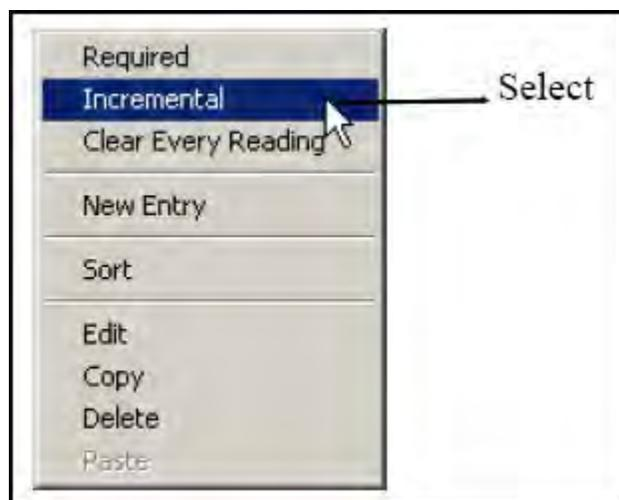 Required
Incremental
Select
Clear Every Reading
New Entry
Sort
Edit
Copy
Delete
Paste